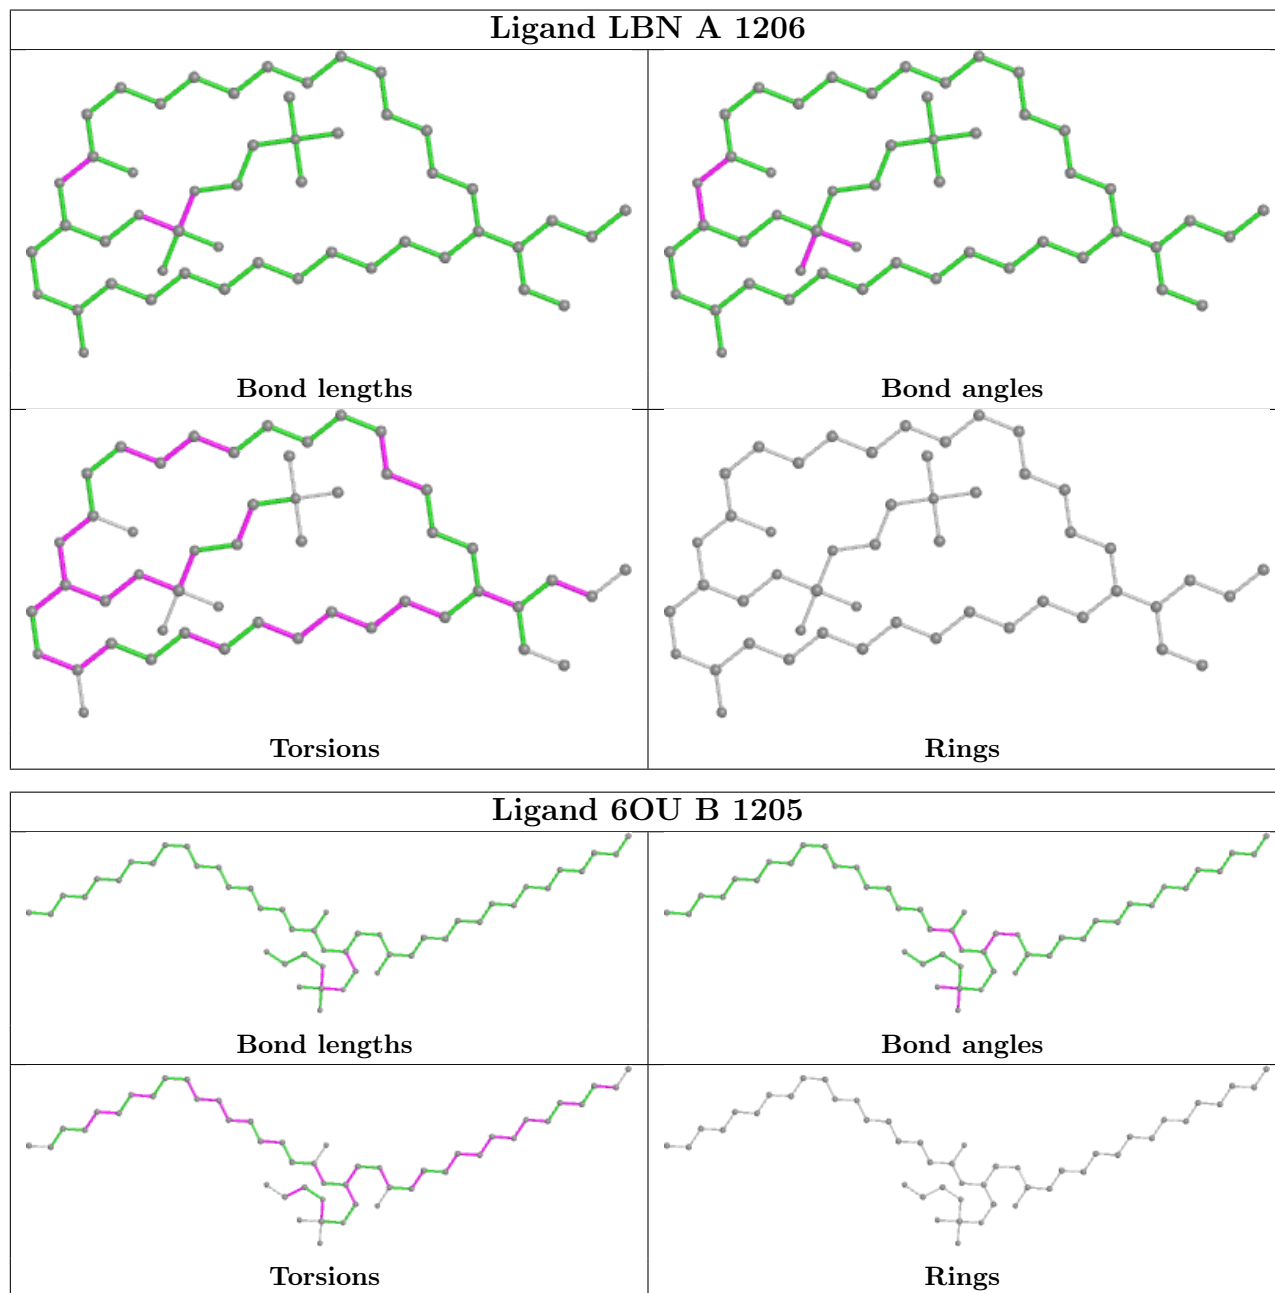 Ligand LBN A 1206
Bond lengths
Bond angles
Torsions
Rings
Ligand 6OU B 1205
Bond lengths
Bond angles
Torsions
Rings